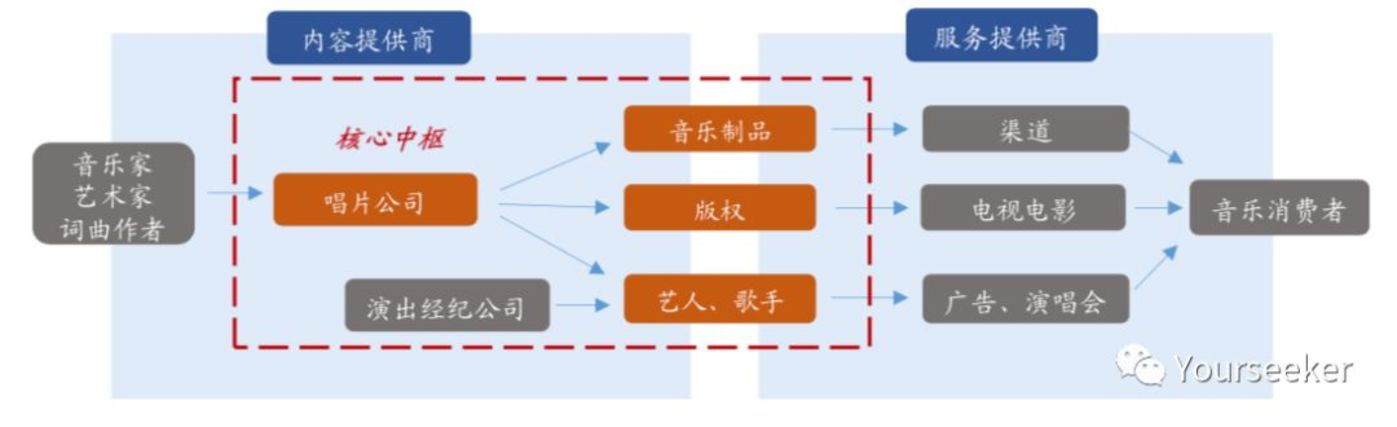 内容提供商
服务提供商
核心中枢
音乐家
艺术家
词曲作者
唱片公司
演出经纪公司
音乐制品
版权
艺人、歌手
渠道
电视电影
广告、演唱会
音乐消费者
Yourseeker